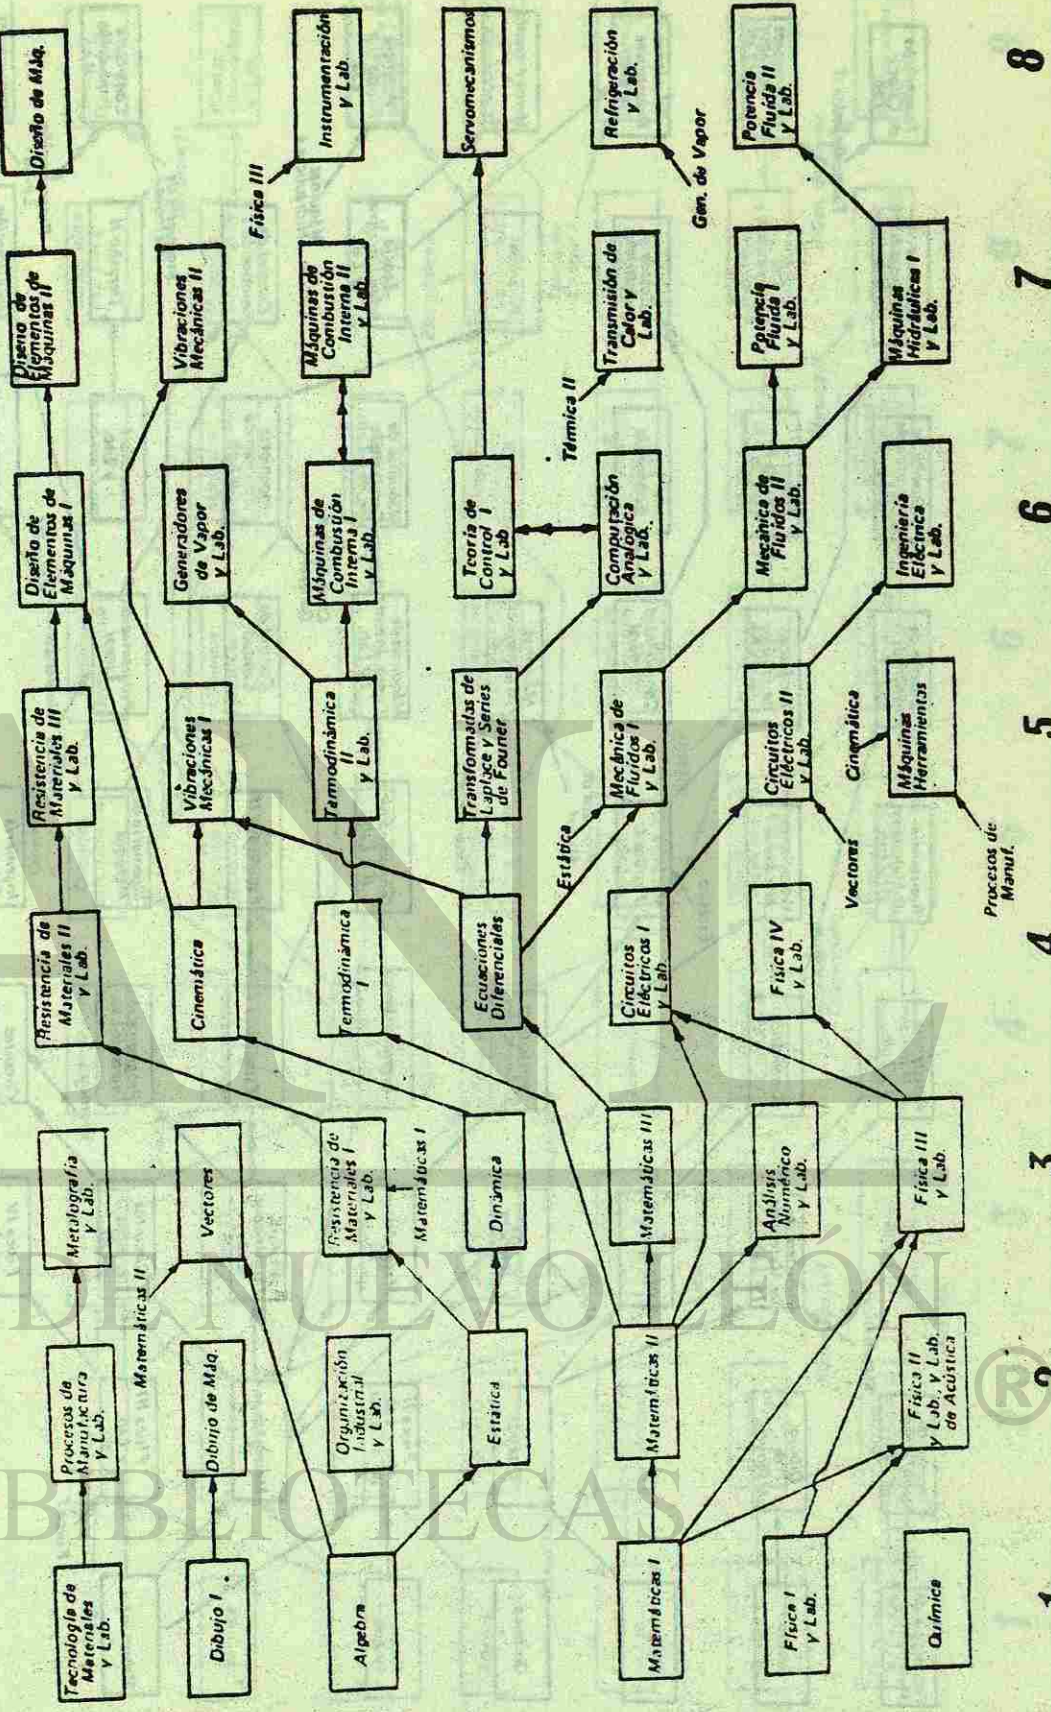 Tecnología de
Materiales
y Lab.
Dibujo I
Algebra
Matemáticas I
Física I
y Lab.
Química
1
Procesos de
Manufactura
y Lab.
Dibujo de Máq.
Organización
Industrial
y Lab.
Estática
Matemáticas II
Física II
y Lab., y Lab.
de Acústica
2
Metalografía
y Lab.
Matemáticas II
Vectores
Resistencia de
Materiales I
y Lab.
Matemáticas I
Dinámica
Matemáticas III
Análisis
Numérico
y Lab.
Física III
y Lab.
3
Resistencia de
Materiales II
y Lab.
Cinemática
Termodinámica
I
Ecuaciones
Diferenciales
Circuitos
Eléctricos I
y Lab
Física IV
y Lab.
4
Resistencia de
Materiales III
y Lab.
Vibraciones
Mecánicas I
Tarmodinámica
II
y Lab.
Transformadas de
Laplace y Series
de Fourier
Estática
Mecánica de
Fluidos I
y Lab.
Circuitos
Eléctricos II
y Lab.
Vectores
Cinemática
Máquinas
Herramientos
Procesos de
Manuf.
5
Diseño de
Elementos de
Máquinas I
Generadores
de Vapor
y Lab.
Máquinas de
Combustión
Interna I
y Lab.
Teoría de
Control I
y Lab
Computación
Analógica
y Lab.
Mecánica de
Fluidos II
y Lab.
Ingeniería
Eléctrica
y Lab.
6
Diseño de
Elementos de
Máquinas II
Vibraciones
Mecánicas II
Máquinas de
Combustión
Interna II
y Lab.
Térmica II
Transmisión de
Calor y
Lab.
Potencia
Fluida I
y Lab.
Máquinas
Hidráulicas I
y Lab.
7
Diseño de Máq.
Física III
Instrumentación
y Lab.
Servomecanismos
Refrigeración
y Lab.
Gen. de Vapor
Potencia
Fluida II
y Lab.
8
ANL
DE NUEVO LEÓN
®
BIBLIOTECAS